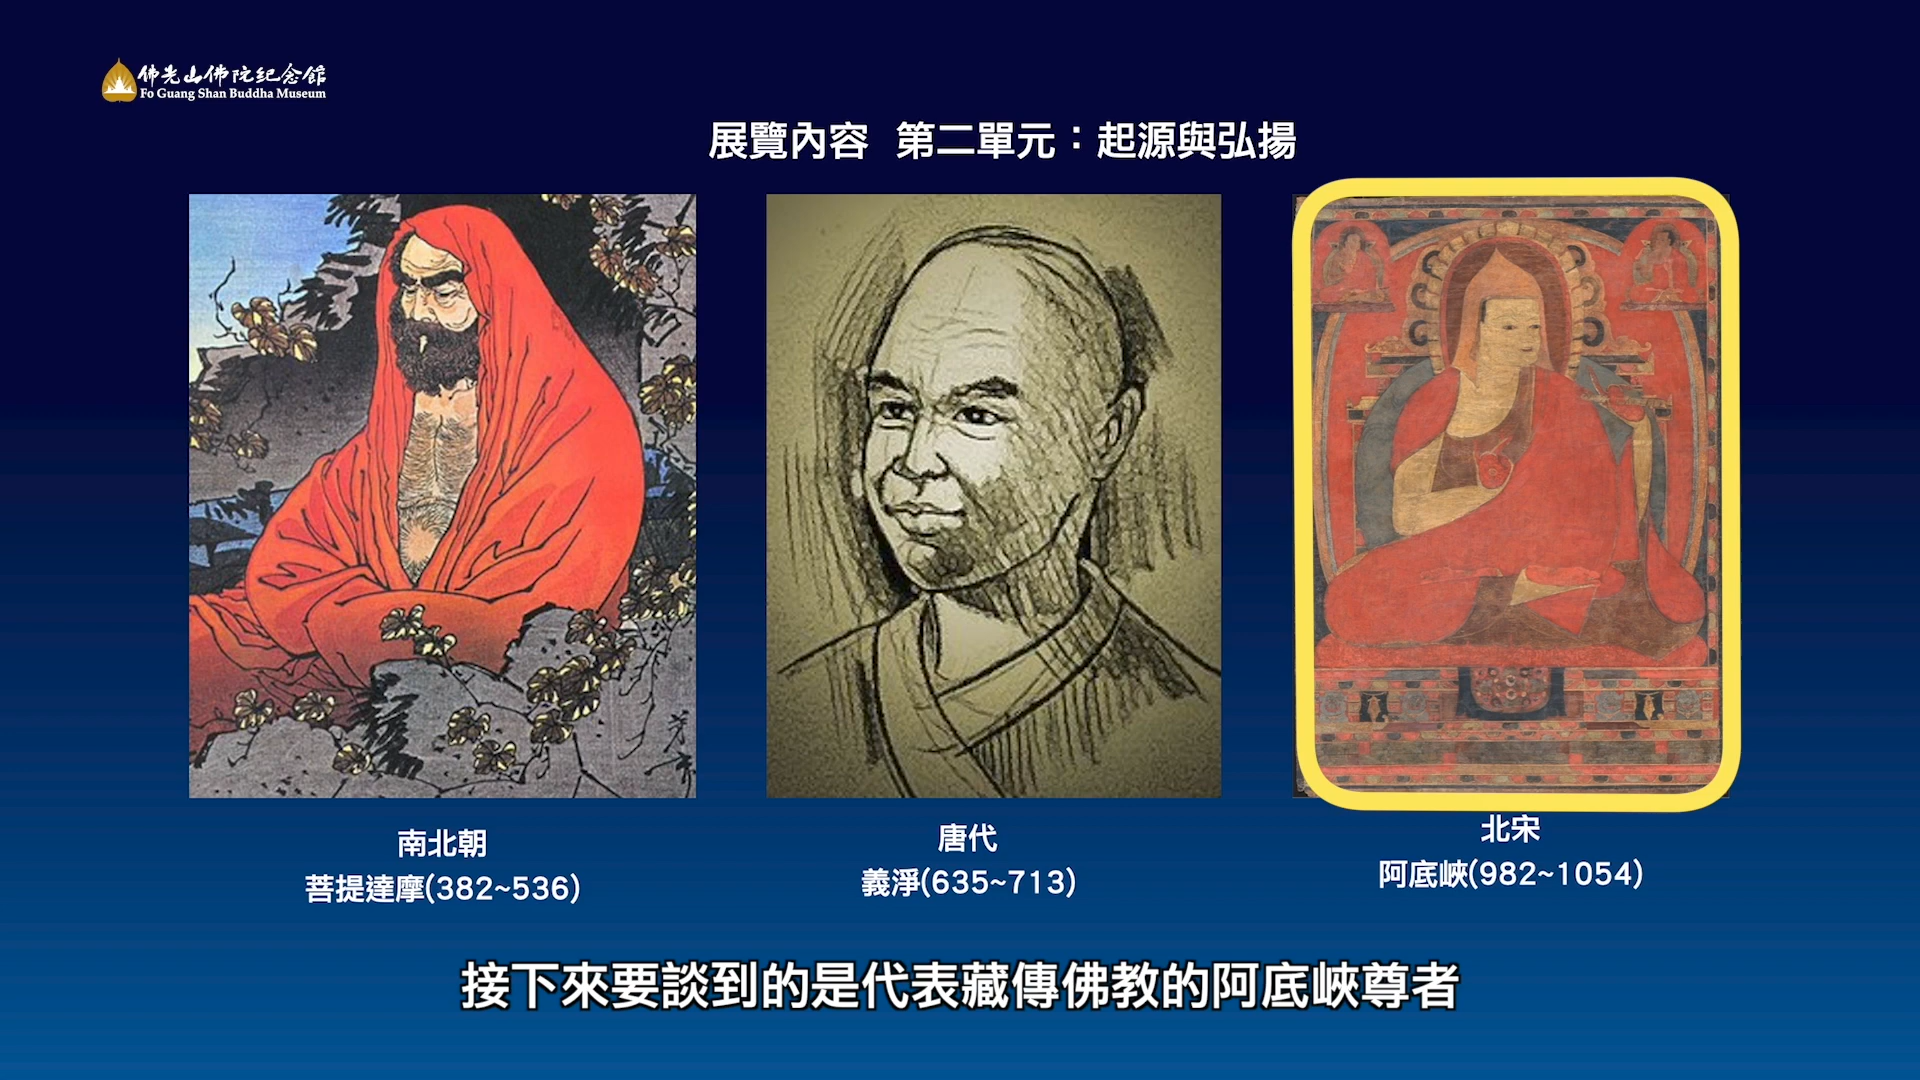 佛光山佛陀紀念館
Fo Guang Shan Buddha Museum
展覽內容 第二單元：起源與弘揚
南北朝
菩提達摩(382~536)
唐代
義淨(635~713)
北宋
阿底峽(982~1054)
接下來要談到的是代表藏傳佛教的阿底峽尊者